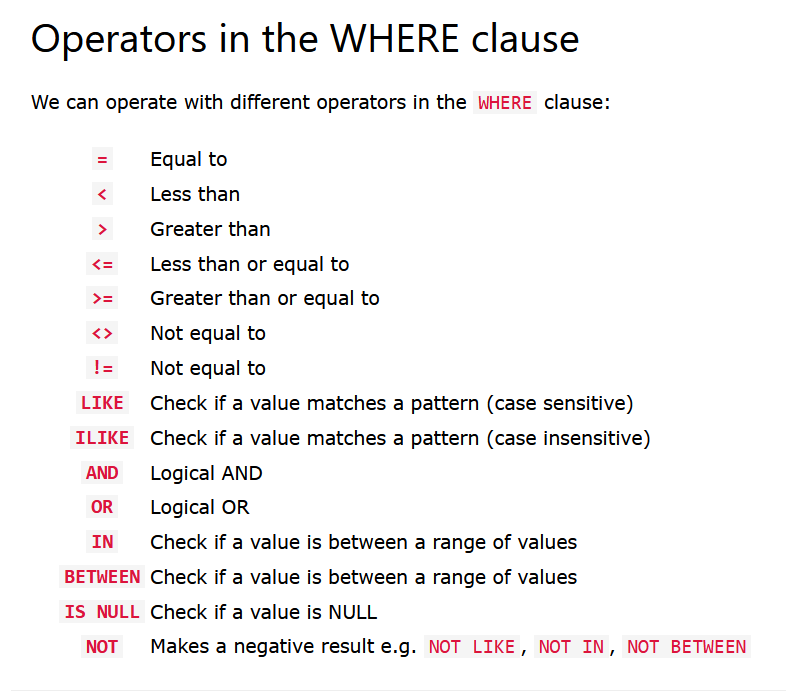 Operators in the WHERE clause
We can operate with different operators in the WHERE clause:
= Equal to
< Less than
> Greater than
<= Less than or equal to
>= Greater than or equal to
<> Not equal to
!= Not equal to
LIKE Check if a value matches a pattern (case sensitive)
ILIKE Check if a value matches a pattern (case insensitive)
AND Logical AND
OR Logical OR
IN Check if a value is between a range of values
BETWEEN Check if a value is between a range of values
IS NULL Check if a value is NULL
NOT Makes a negative result e.g. NOT LIKE, NOT IN, NOT BETWEEN